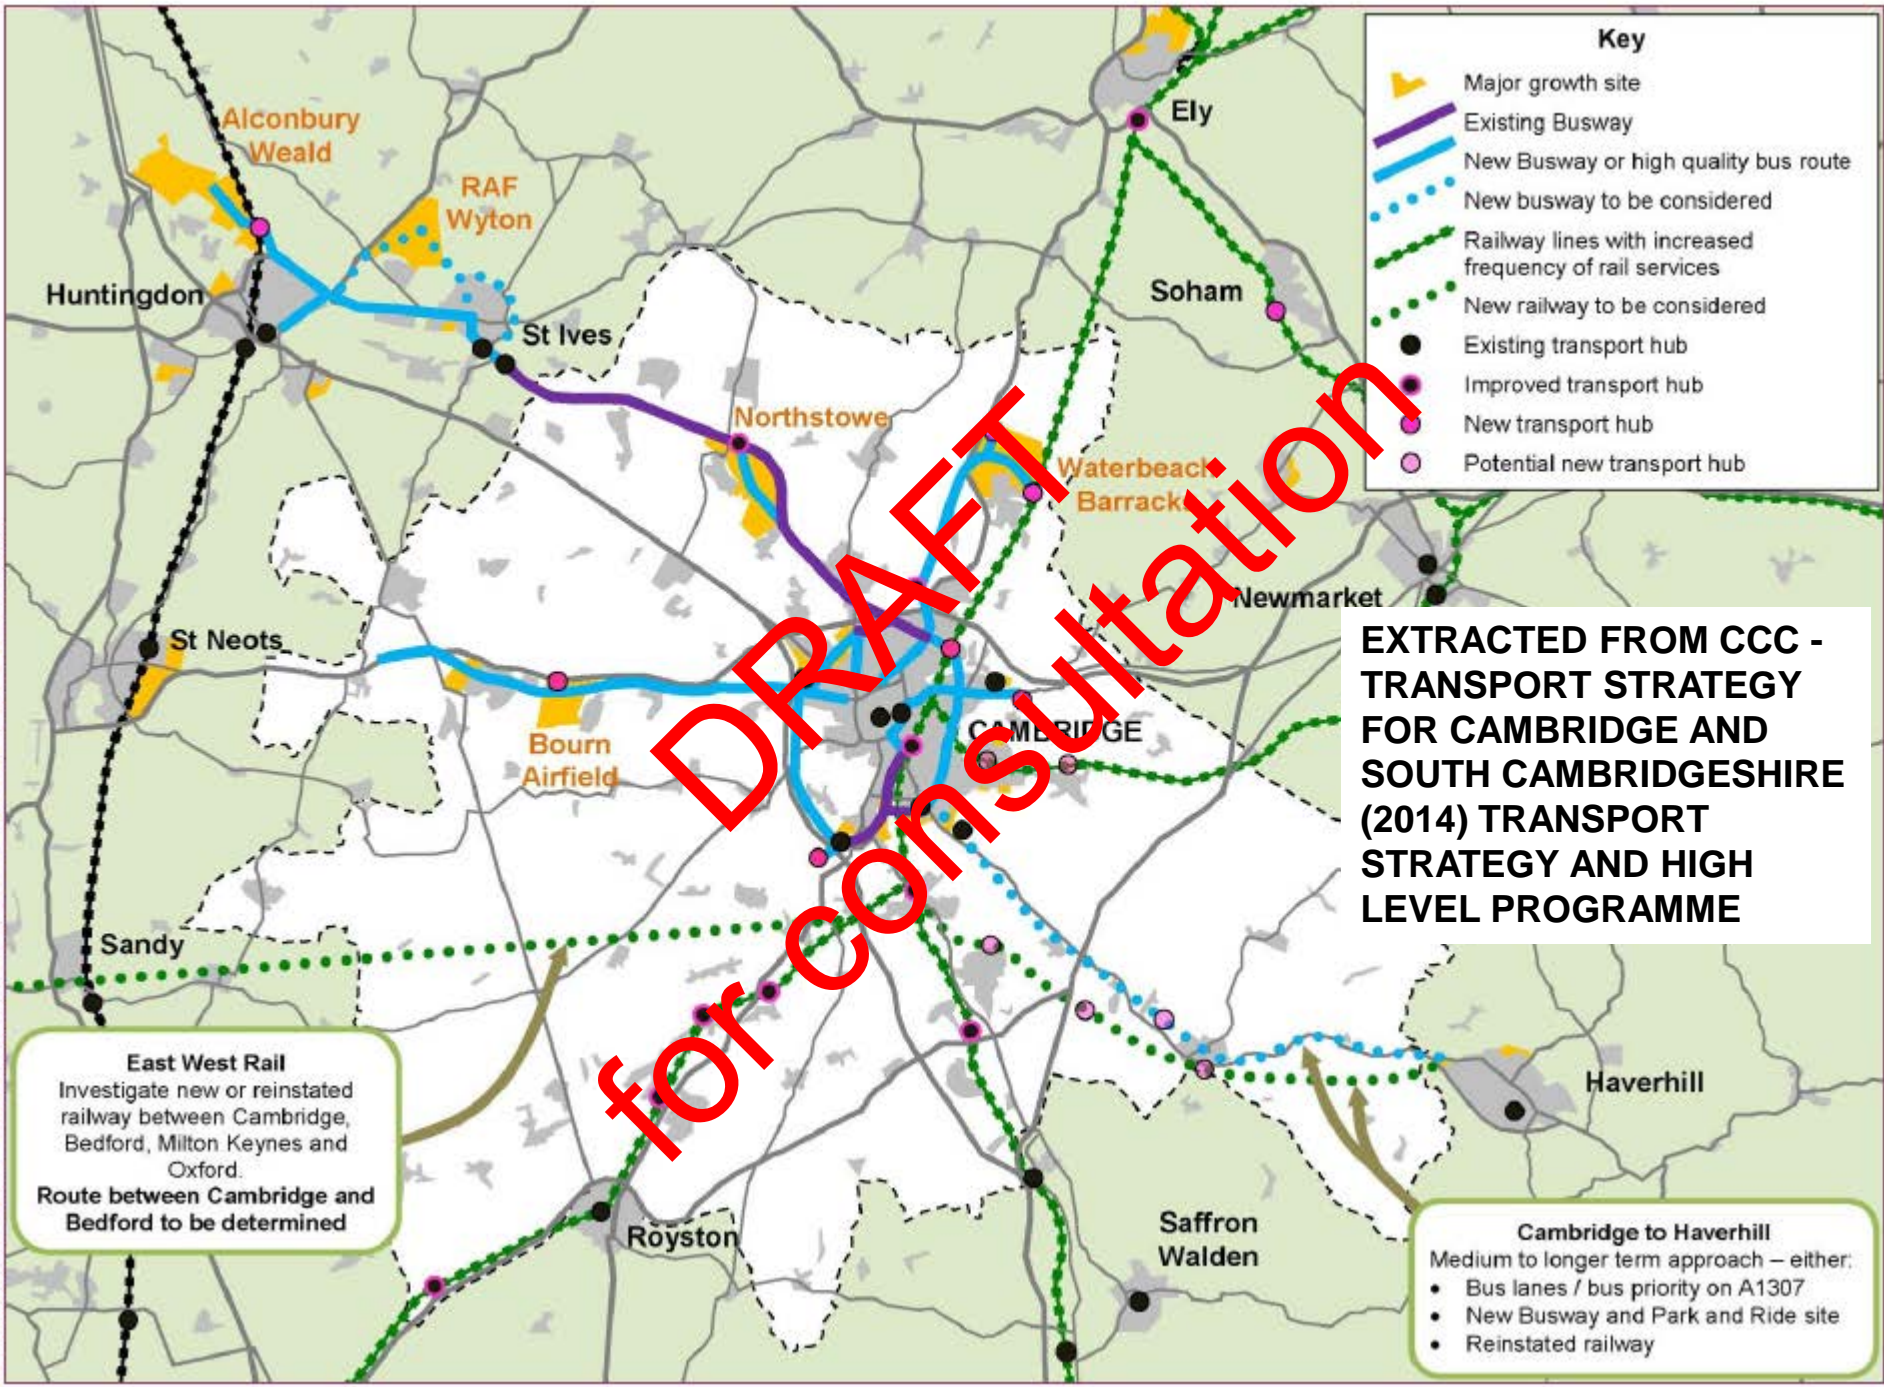 Key
Major growth site
Existing Busway
New Busway or high quality bus route
New busway to be considered
Railway lines with increased
frequency of rail services
New railway to be considered
Existing transport hub
Improved transport hub
New transport hub
Potential new transport hub
Alconbury
Weald
RAF
Wyton
Ely
Huntingdon
St Ives
Soham
Northstowe
Waterbeach
Barracks
Newmarket
St Neots
Bourn
Airfield
CAMBRIDGE
Sandy
Haverhill
Royston
Saffron
Walden
DRAFT
for consultation
EXTRACTED FROM CCC -
TRANSPORT STRATEGY
FOR CAMBRIDGE AND
SOUTH CAMBRIDGESHIRE
(2014) TRANSPORT
STRATEGY AND HIGH
LEVEL PROGRAMME
East West Rail
Investigate new or reinstated
railway between Cambridge,
Bedford, Milton Keynes and
Oxford.
Route between Cambridge and
Bedford to be determined
Cambridge to Haverhill
Medium to longer term approach – either:
• Bus lanes / bus priority on A1307
• New Busway and Park and Ride site
• Reinstated railway